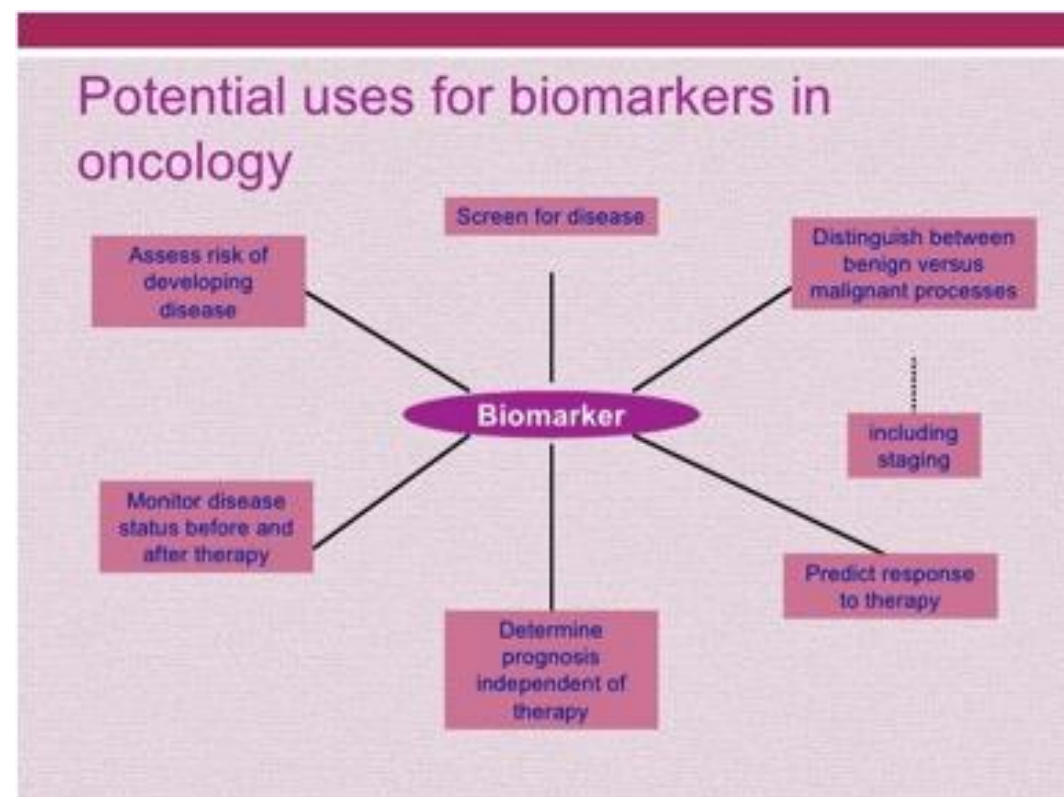 Potential uses for biomarkers in
oncology
Screen for disease
Assess risk of
developing
disease
Distinguish between
benign versus
malignant processes
Biomarker
including
staging
Monitor disease
status before and
after therapy
Predict response
to therapy
Determine
prognosis
independent of
therapy